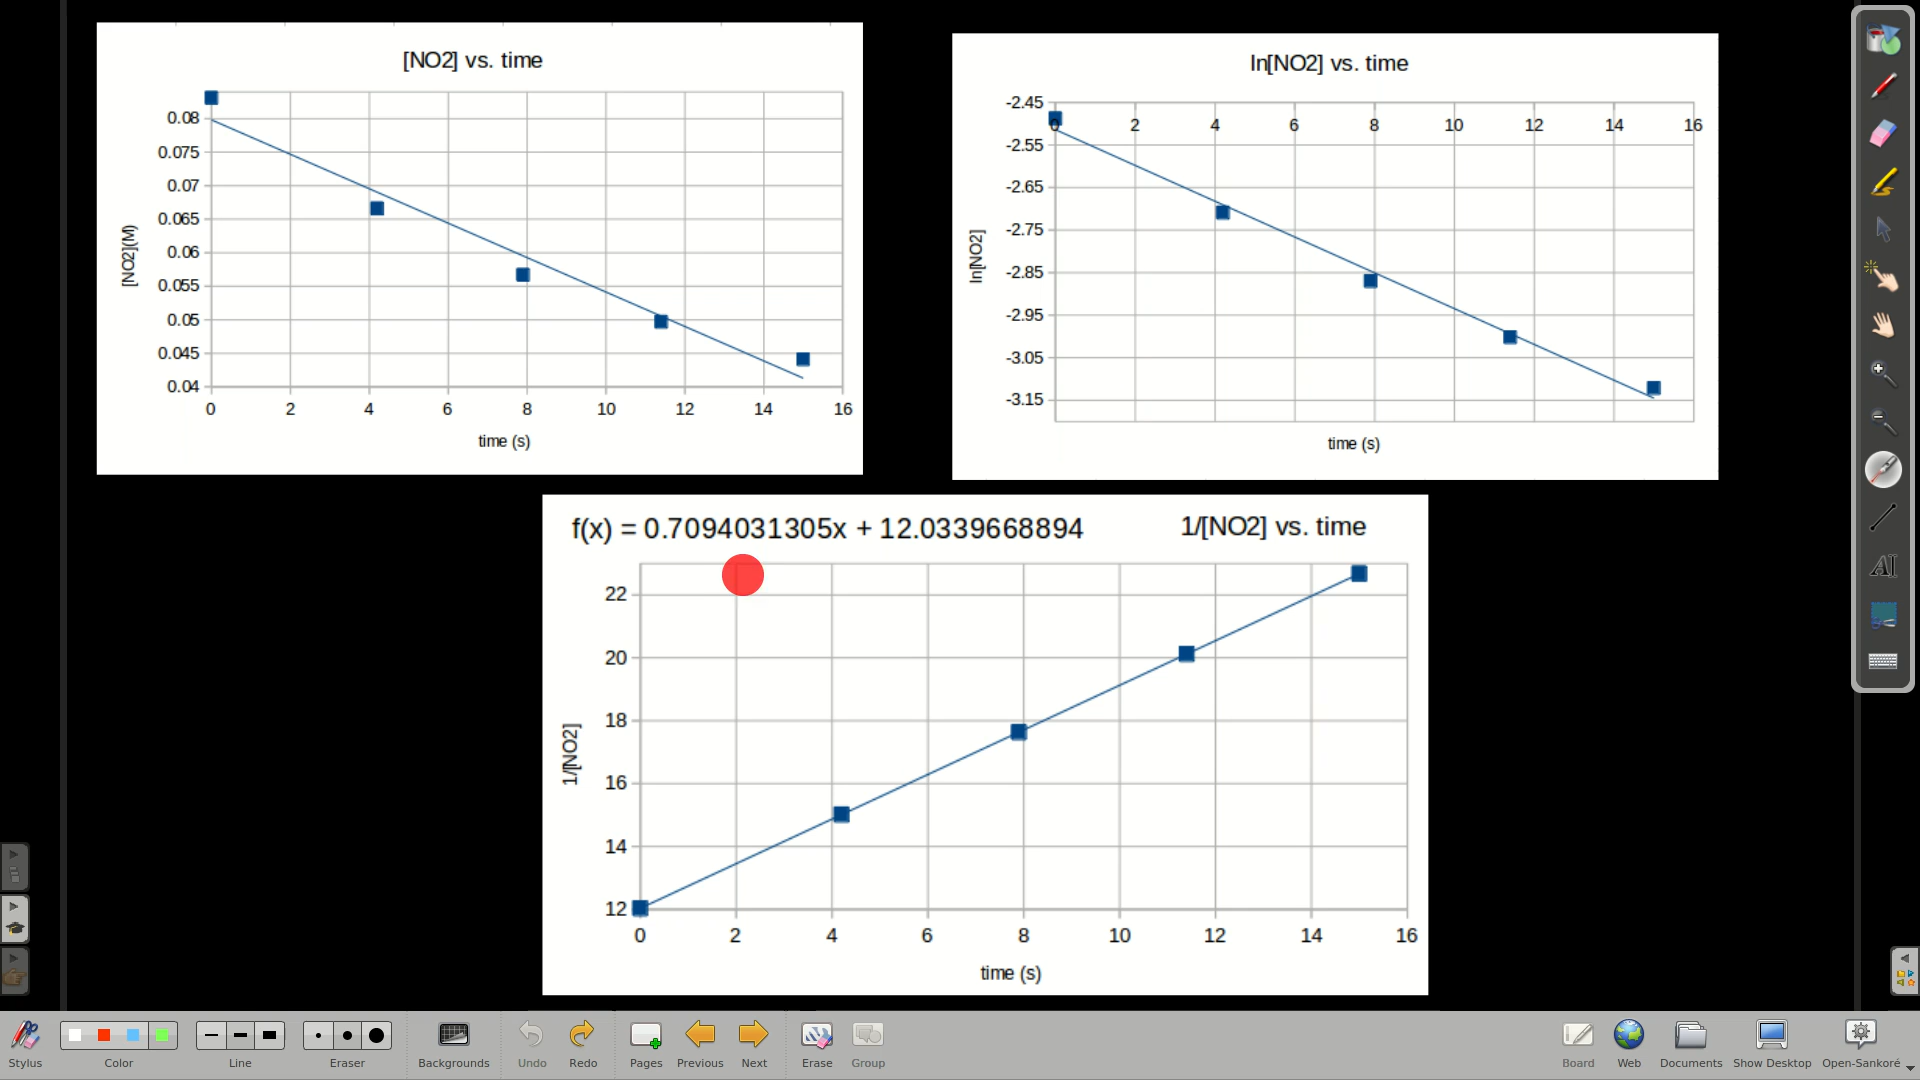 [NO2] vs. time
0.08
0.075
0.07
0.065
0.06
0.055
0.05
0.045
0.04
[NO2](M)
0 2 4 6 8 10 12 14 16
time (s)
ln[NO2] vs. time
-2.45
0 2 4 6 8 10 12 14 16
-2.55
-2.65
-2.75
-2.85
-2.95
-3.05
-3.15
ln[NO2]
time (s)
f(x) = 0.7094031305x + 12.0339668894
1/[NO2] vs. time
22
20
18
16
14
12
1/[NO2]
0 2 4 6 8 10 12 14 16
time (s)
AI
Stylus Color Line Eraser Backgrounds Undo Redo Pages Previous Next Erase Group Board Web Documents Show Desktop Open-Sankoré